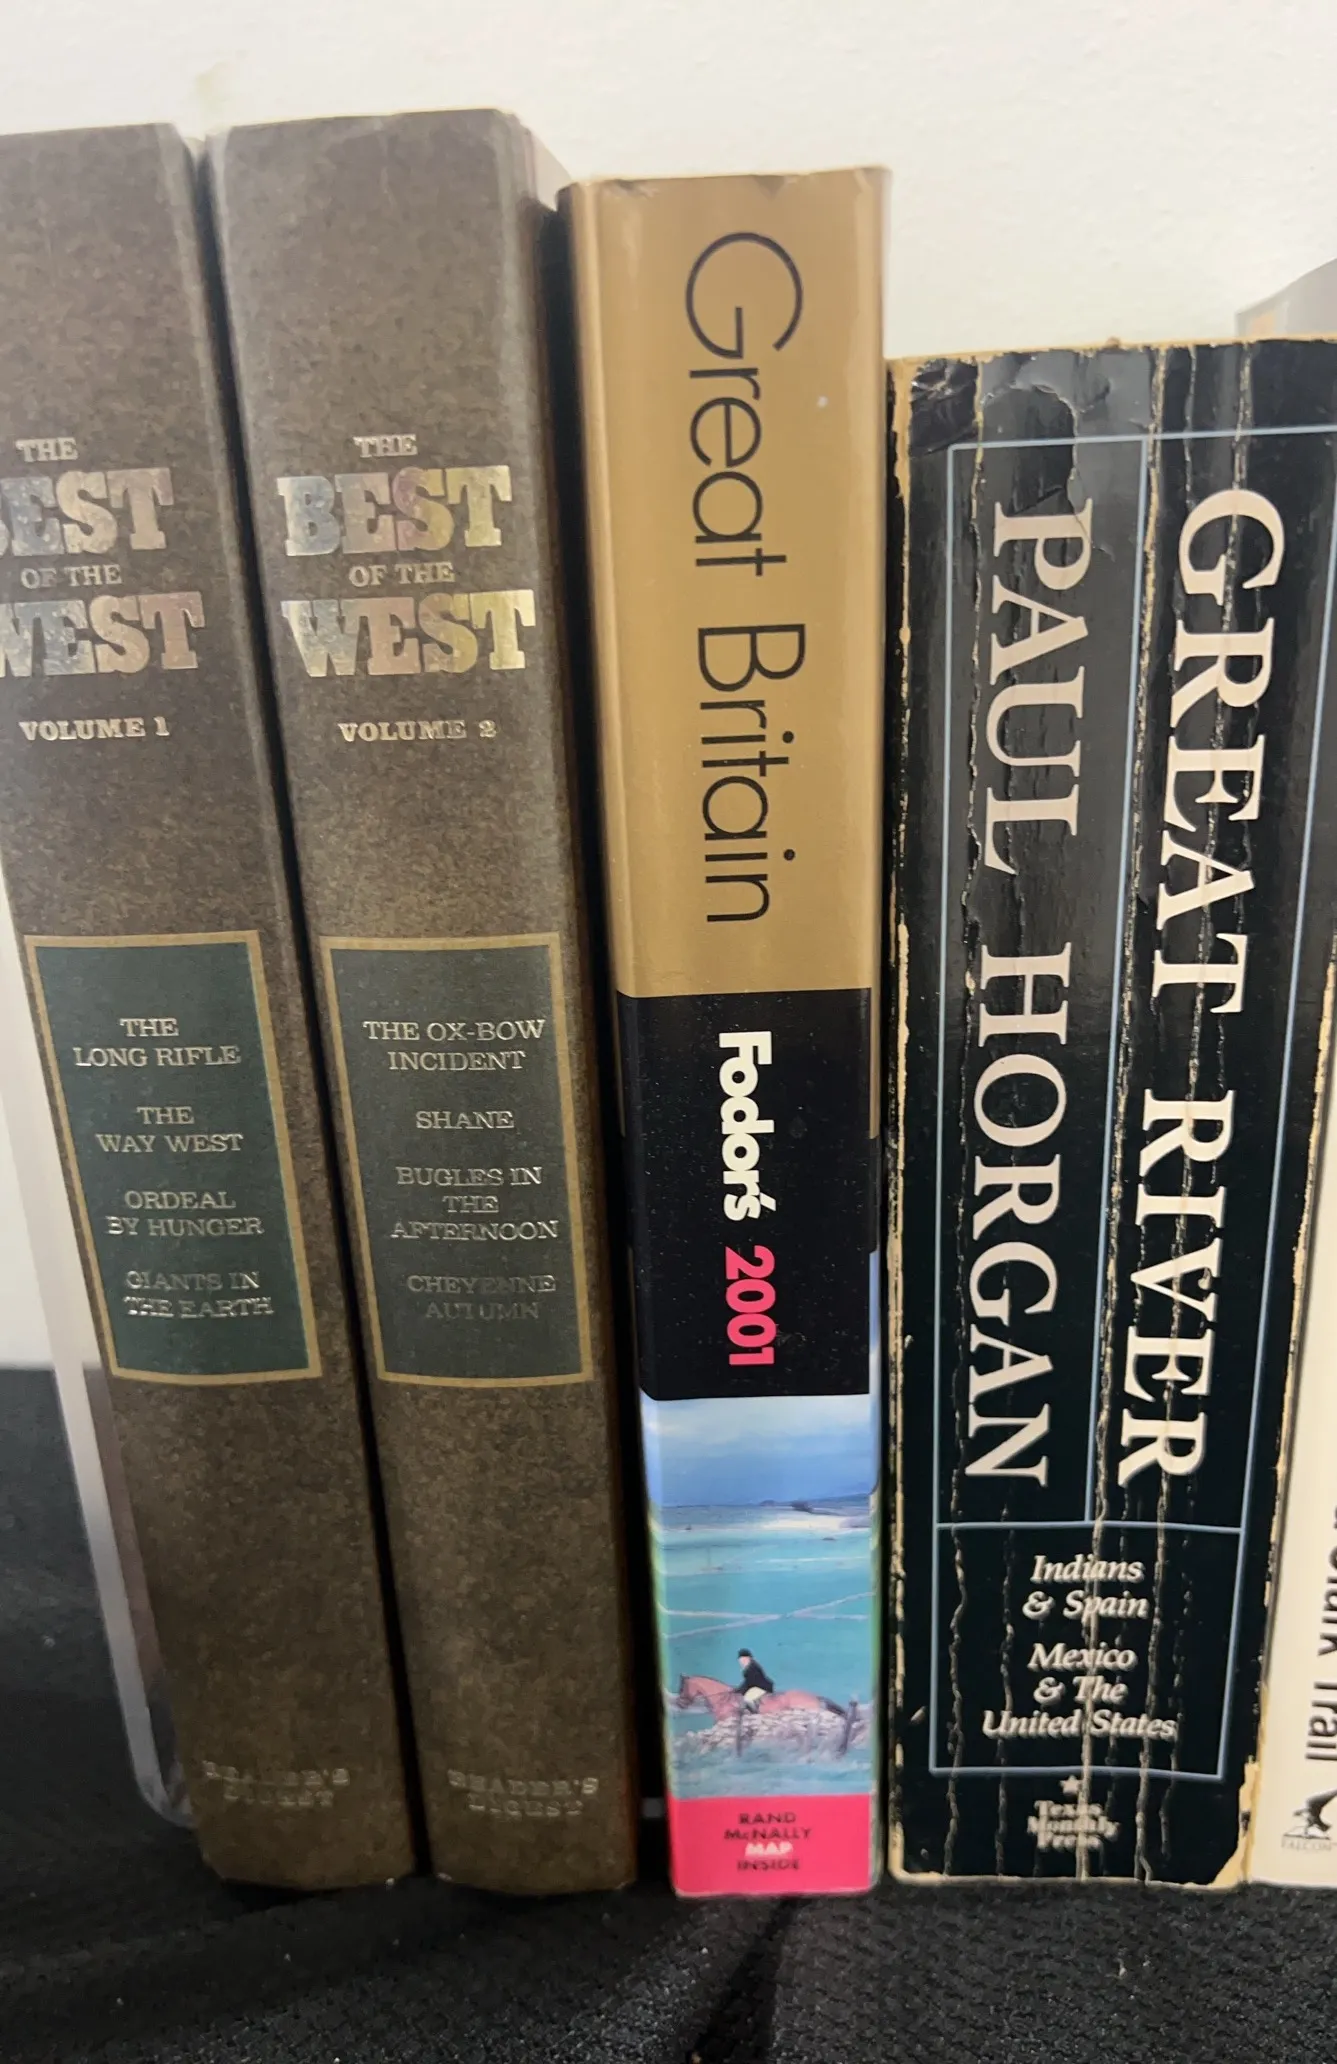 THE
BEST
OF THE
WEST
VOLUME 1
THE
LONG RIFLE
THE
WAY WEST
ORDEAL
BY HUNGER
GIANTS IN
THE EARTH
READER'S
DIGEST
THE
BEST
OF THE
WEST
VOLUME 2
THE OX-BOW
INCIDENT
SHANE
BUGLES IN
THE
AFTERNOON
CHEYENNE
AUTUMN
READER'S
DIGEST
Great Britain
Fodor's 2001
RAND
McNALLY
MAP
INSIDE
GREAT RIVER
PAUL HORGAN
Indians
& Spain
Mexico
& The
United States
Texas
Monthly
Press
Trail
FALCON